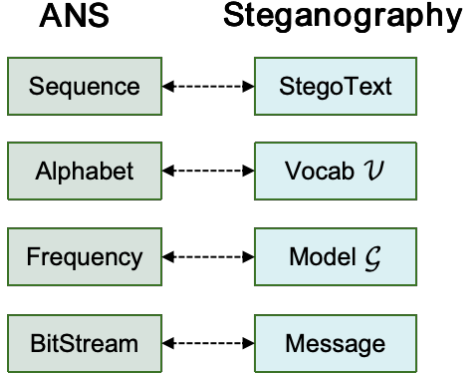 ANS Steganography
Sequence StegoText
Alphabet Vocab 𝒱
Frequency Model 𝒢
BitStream Message